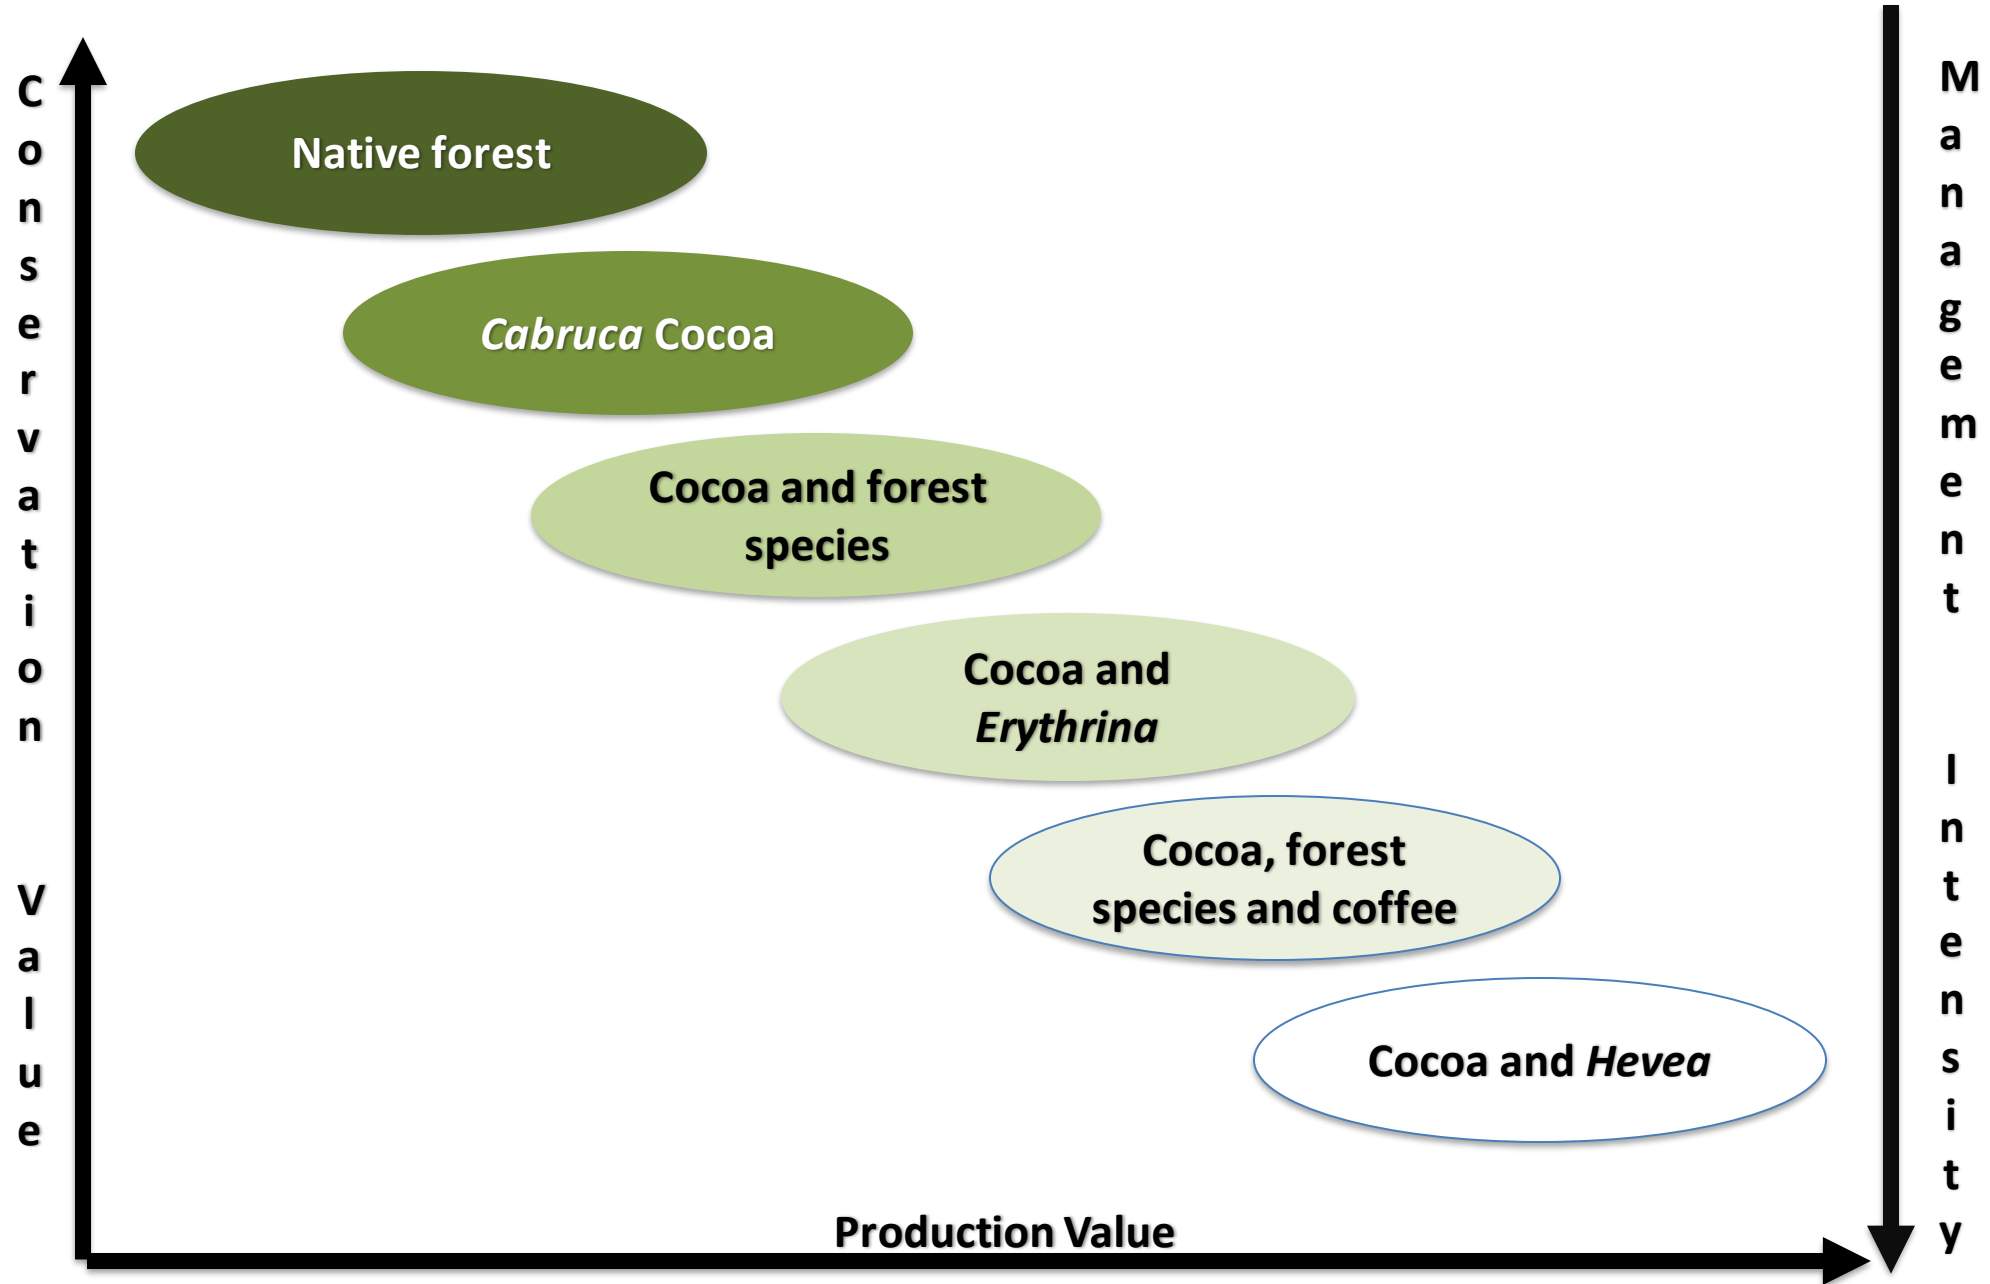 Conservation Value
Native forest
Cabruca Cocoa
Cocoa and forest
species
Cocoa and
Erythrina
Cocoa, forest
species and coffee
Cocoa and Hevea
Production Value
Management Intensity